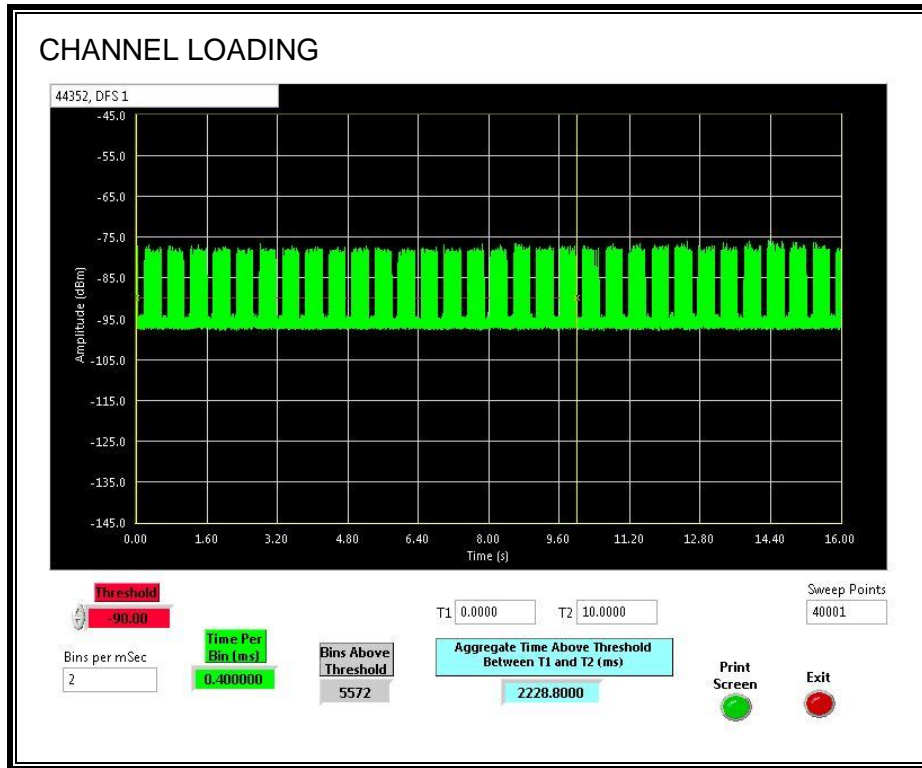 CHANNEL LOADING
44352, DFS 1
-45.0
-55.0
-65.0
-75.0
-85.0
-95.0
-105.0
-115.0
-125.0
-135.0
-145.0
Amplitude (dBm)
0.00 1.60 3.20 4.80 6.40 8.00 9.60 11.20 12.80 14.40 16.00
Time (s)
Threshold
-90.00
Bins per mSec
2
Time Per
Bin (ms)
0.400000
Bins Above
Threshold
5572
T1 0.0000 T2 10.0000
Aggregate Time Above Threshold
Between T1 and T2 (ms)
2228.8000
Sweep Points
40001
Print
Screen
Exit